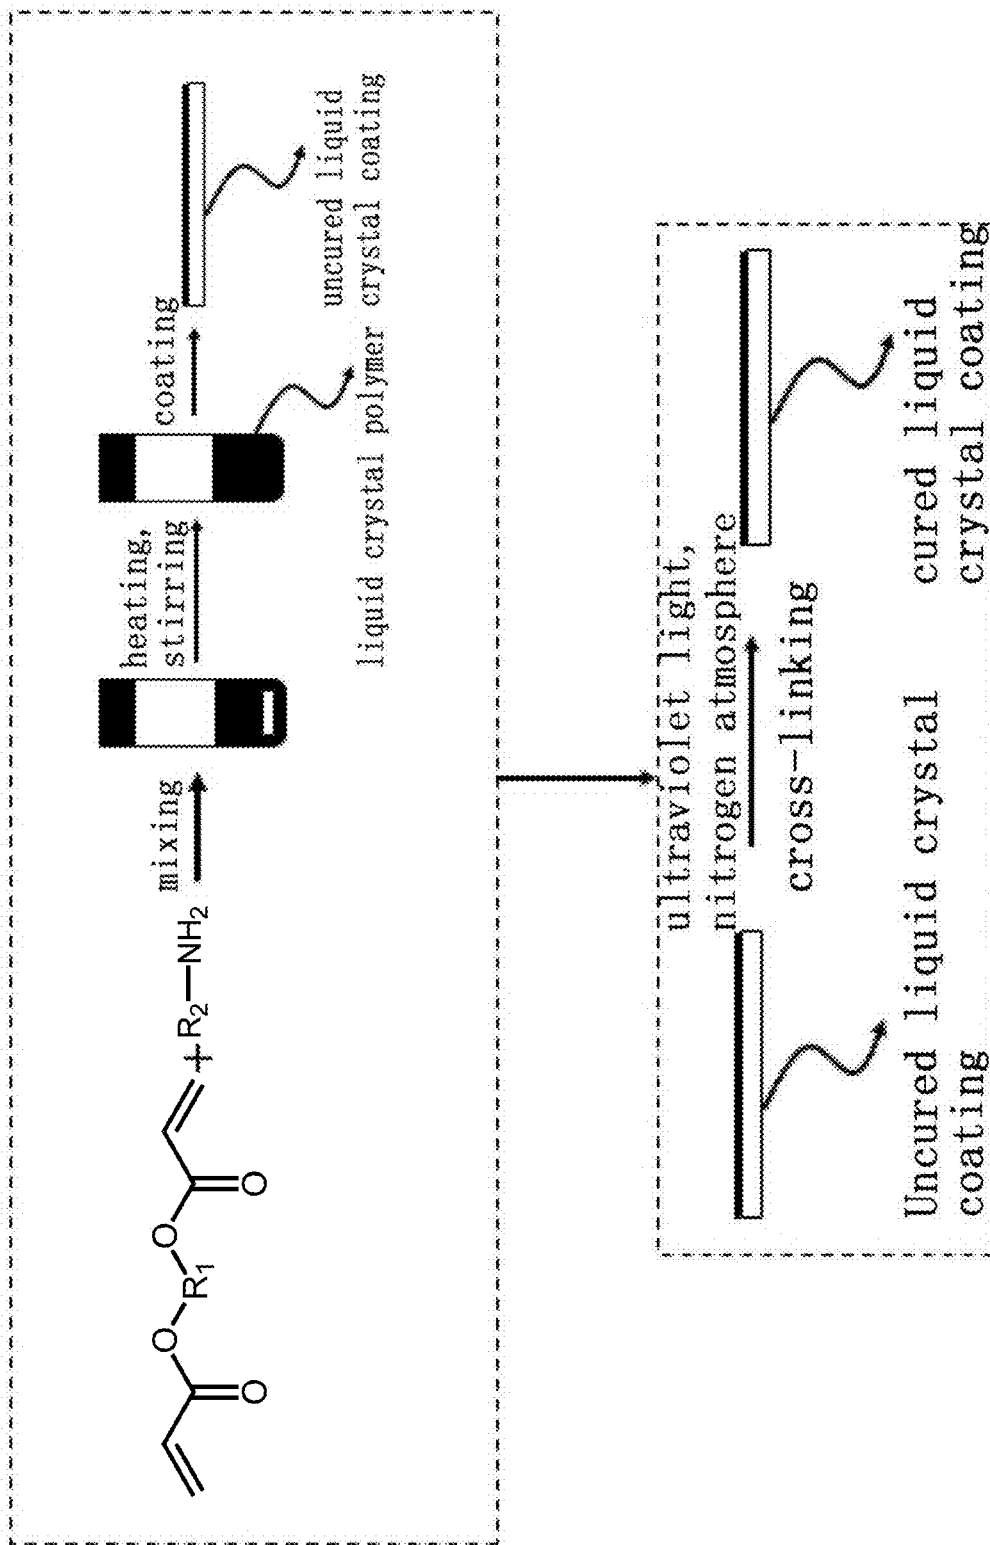 O
O
R₁
O
O
+
R₂—NH₂
mixing
heating,
stirring
liquid crystal polymer
coating
uncured liquid
crystal coating
Uncured liquid crystal
coating
ultraviolet light,
nitrogen atmosphere
cross-linking
cured liquid
crystal coating